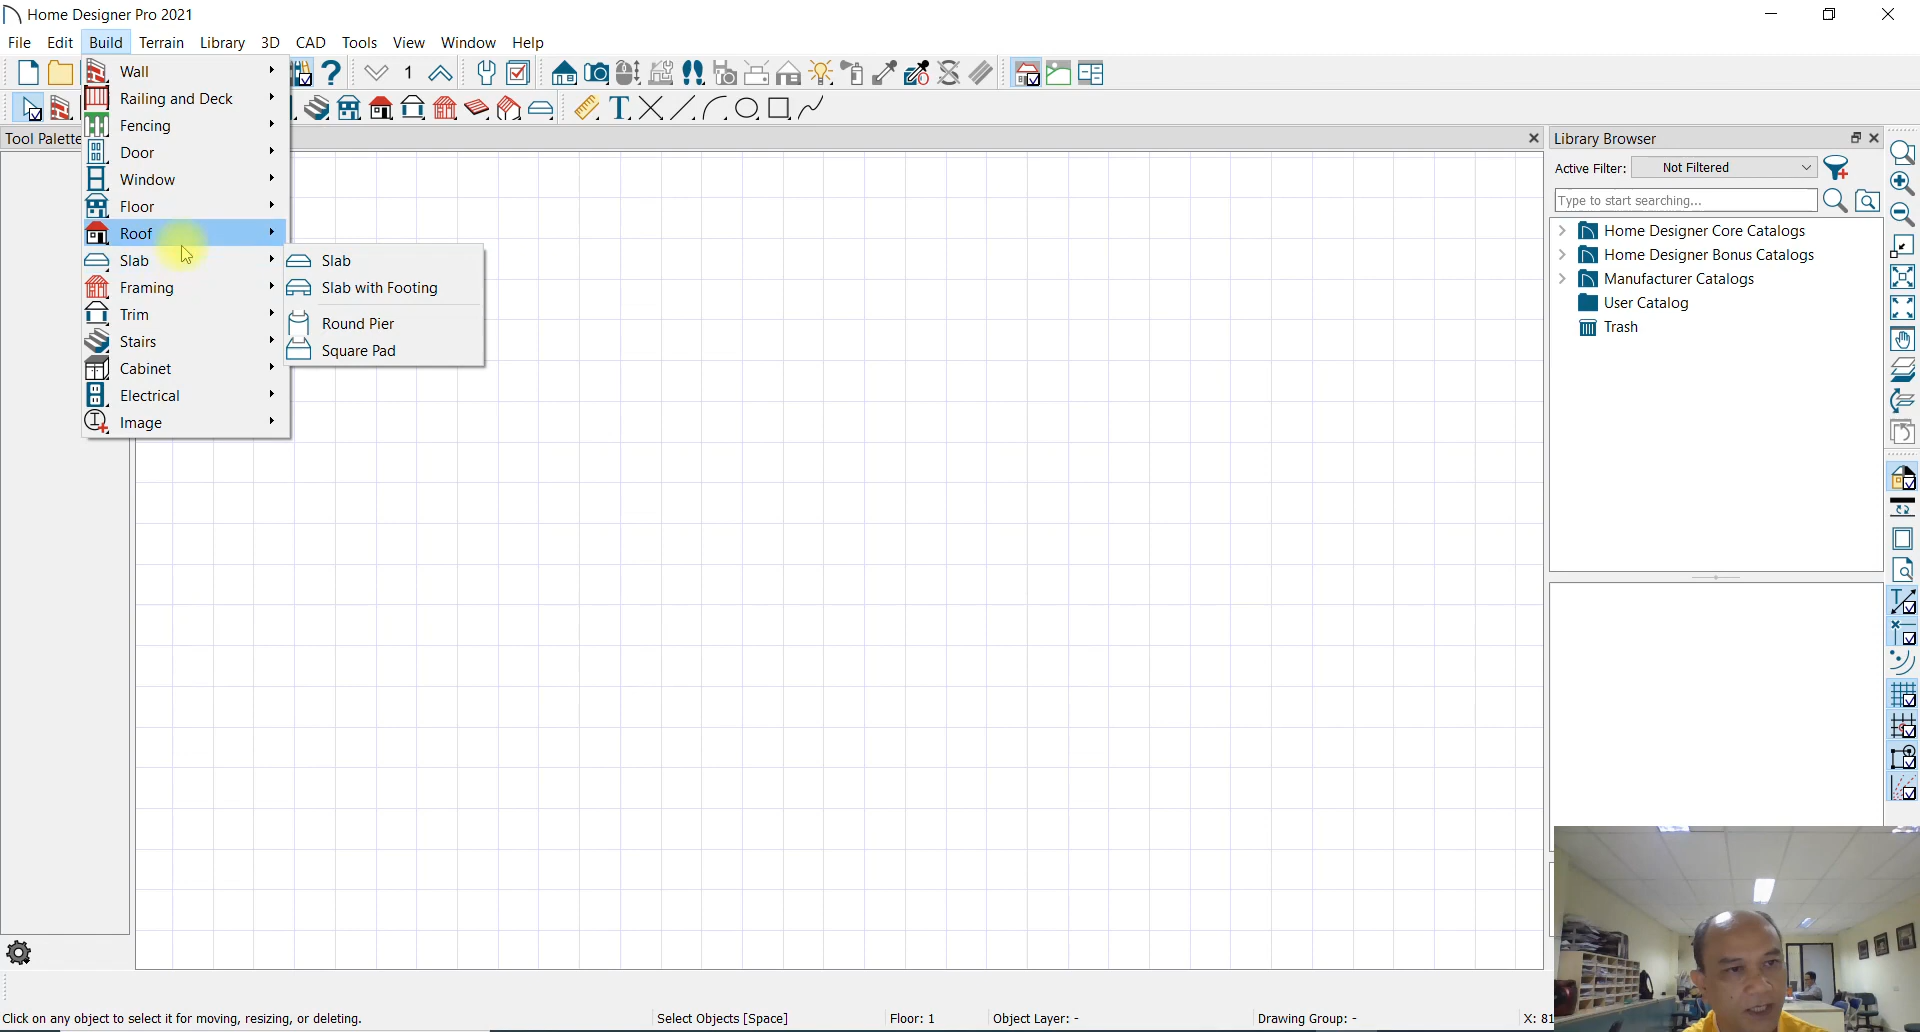 Home Designer Pro 2021
File Edit Build Terrain Library 3D CAD Tools View Window Help
1
Tool Palette
Wall
Railing and Deck
Fencing
Door
Window
Floor
Roof
Slab
Framing
Trim
Stairs
Cabinet
Electrical
Image
Slab
Slab with Footing
Round Pier
Square Pad
Library Browser
Active Filter: Not Filtered
Type to start searching...
Home Designer Core Catalogs
Home Designer Bonus Catalogs
Manufacturer Catalogs
User Catalog
Trash
Click on any object to select it for moving, resizing, or deleting. Select Objects [Space] Floor: 1 Object Layer: - Drawing Group: - X: 81